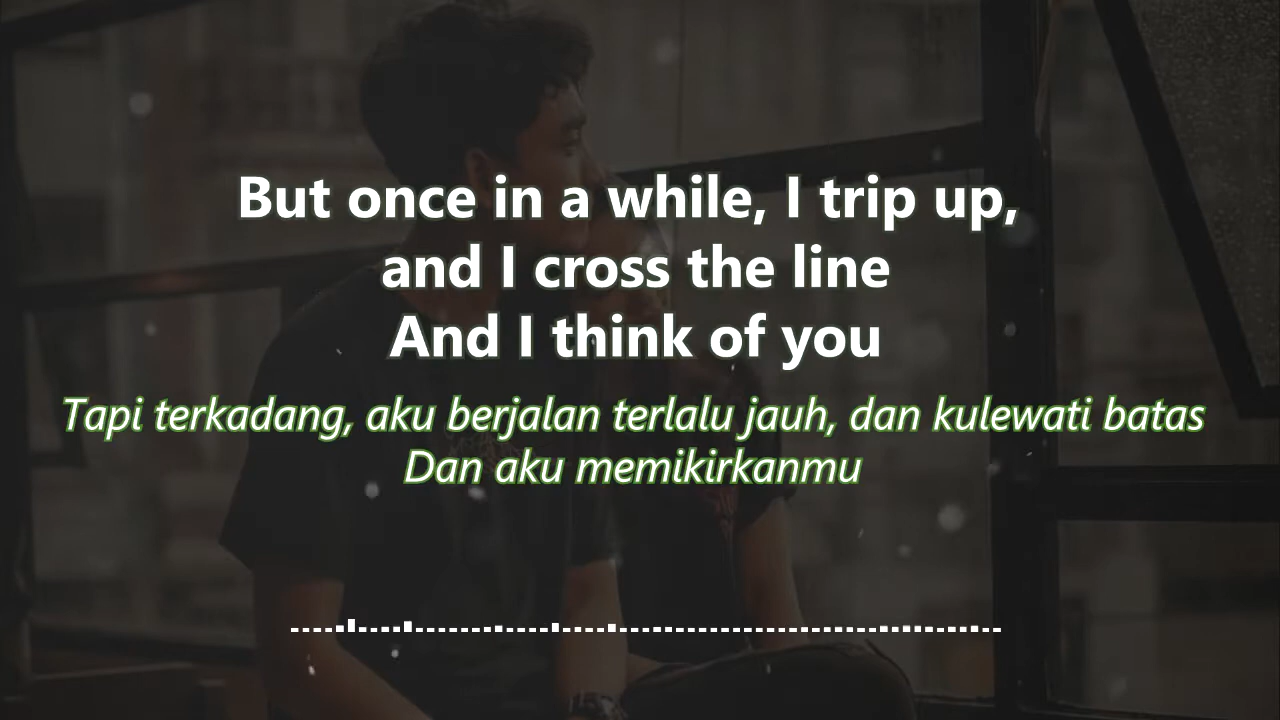 But once in a while, I trip up,
and I cross the line
And I think of you
Tapi terkadang, aku berjalan terlalu jauh, dan kulewati batas
Dan aku memikirkanmu